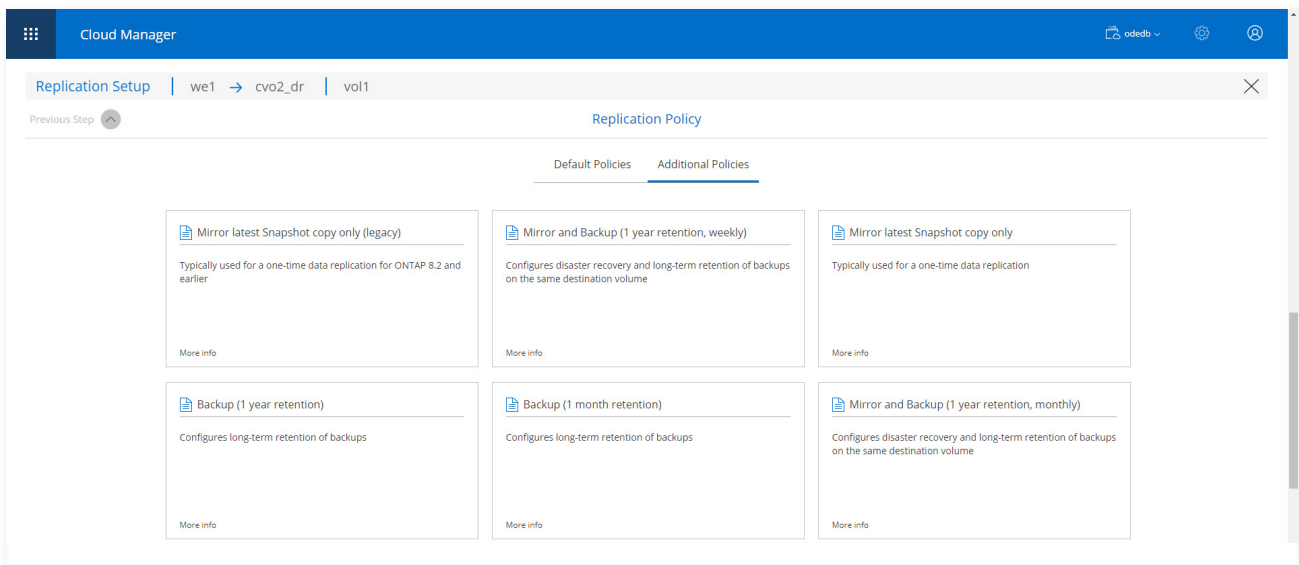 Cloud Manager
odedb
Replication Setup we1 → cvo2_dr vol1
Previous Step
Replication Policy
Default Policies Additional Policies
Mirror latest Snapshot copy only (legacy)
Typically used for a one-time data replication for ONTAP 8.2 and
earlier
More info
Mirror and Backup (1 year retention, weekly)
Configures disaster recovery and long-term retention of backups
on the same destination volume
More info
Mirror latest Snapshot copy only
Typically used for a one-time data replication
More info
Backup (1 year retention)
Configures long-term retention of backups
More info
Backup (1 month retention)
Configures long-term retention of backups
More info
Mirror and Backup (1 year retention, monthly)
Configures disaster recovery and long-term retention of backups
on the same destination volume
More info